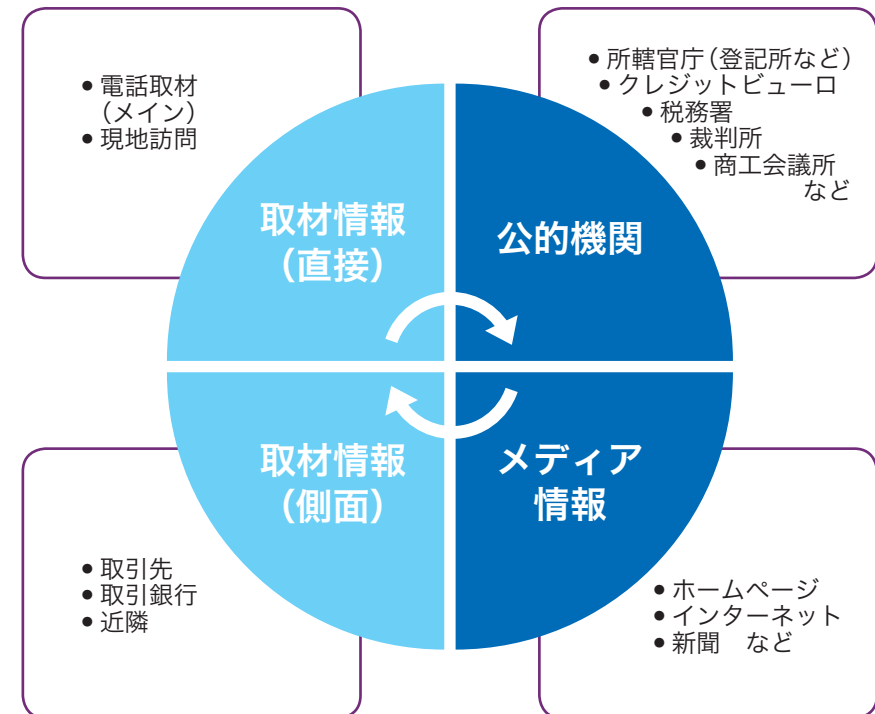 ● 電話取材
（メイン）
● 現地訪問
● 所轄官庁（登記所など）
● クレジットビューロ
● 税務署
● 裁判所
● 商工会議所
など
取材情報
（直接）
公的機関
取材情報
（側面）
メディア
情報
● 取引先
● 取引銀行
● 近隣
● ホームページ
● インターネット
● 新聞　など